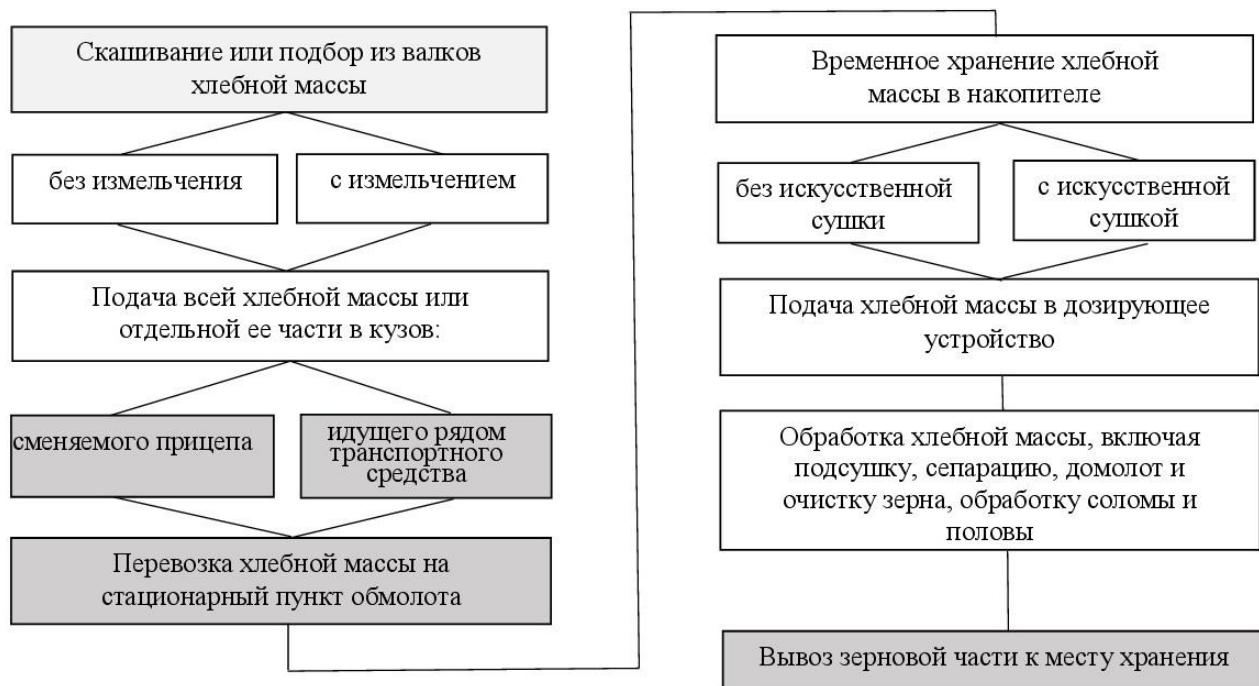 Скашивание или подбор из валков
хлебной массы
без измельчения
с измельчением
Подача всей хлебной массы или
отдельной ее части в кузов:
сменяемого прицепа
идущего рядом
транспортного
средства
Перевозка хлебной массы на
стационарный пункт обмолота
Временное хранение хлебной
массы в накопителе
без искусственной
сушки
с искусственной
сушкой
Подача хлебной массы в дозирующее
устройство
Обработка хлебной массы, включая
подсушку, сепарацию, домолот и
очистку зерна, обработку соломы и
половы
Вывоз зерновой части к месту хранения